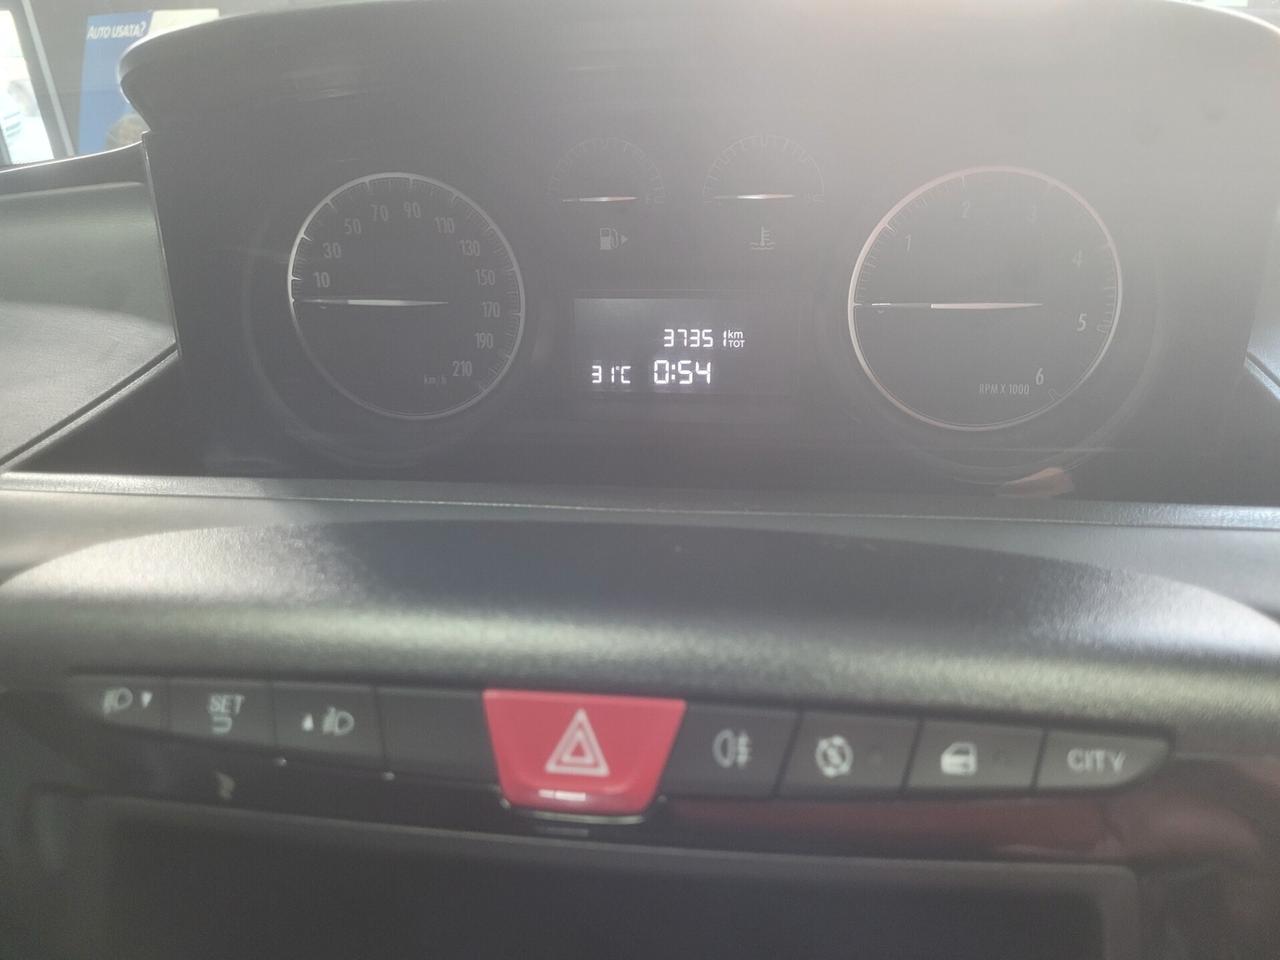 AUTO USATA?
10 30 50 70 90 110 130 150 170 190 210
km/h
37351 km
TOT
31°C 0:54
1 2 3 4 5 6
RPM X 1000
SET
CITY